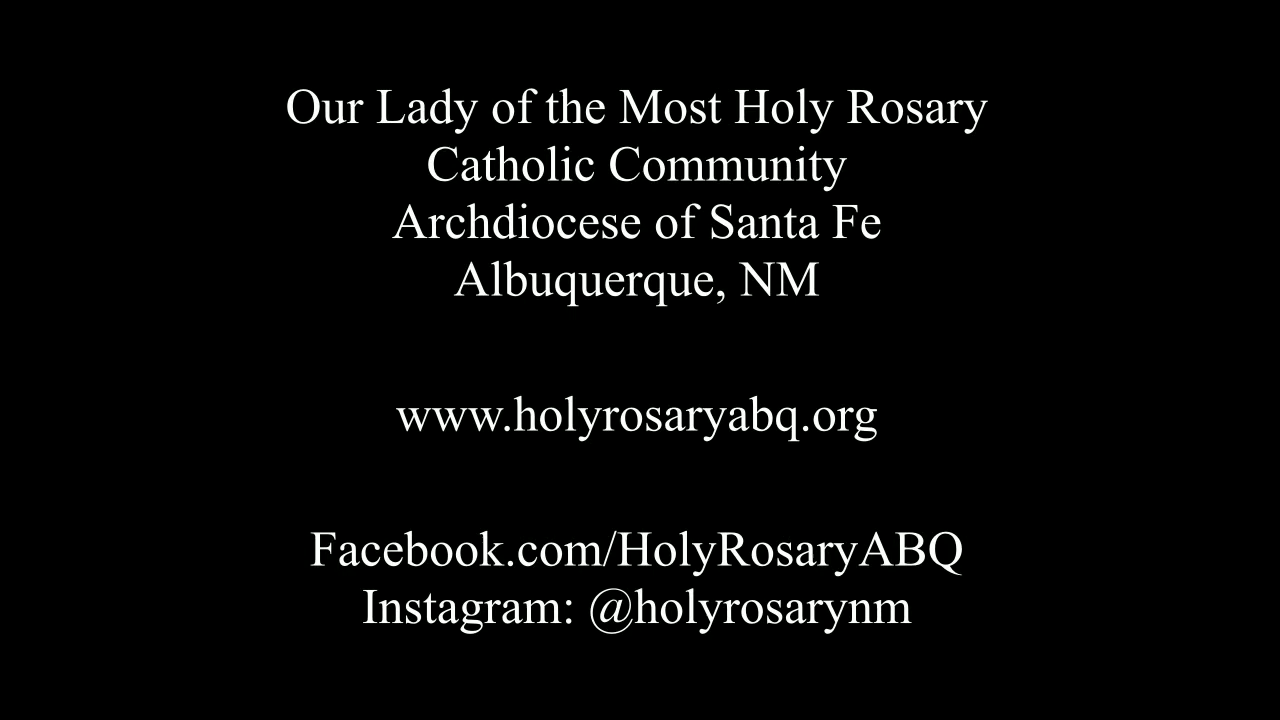 Our Lady of the Most Holy Rosary
Catholic Community
Archdiocese of Santa Fe
Albuquerque, NM
www.holyrosaryabq.org
Facebook.com/HolyRosaryABQ
Instagram: @holyrosarynm